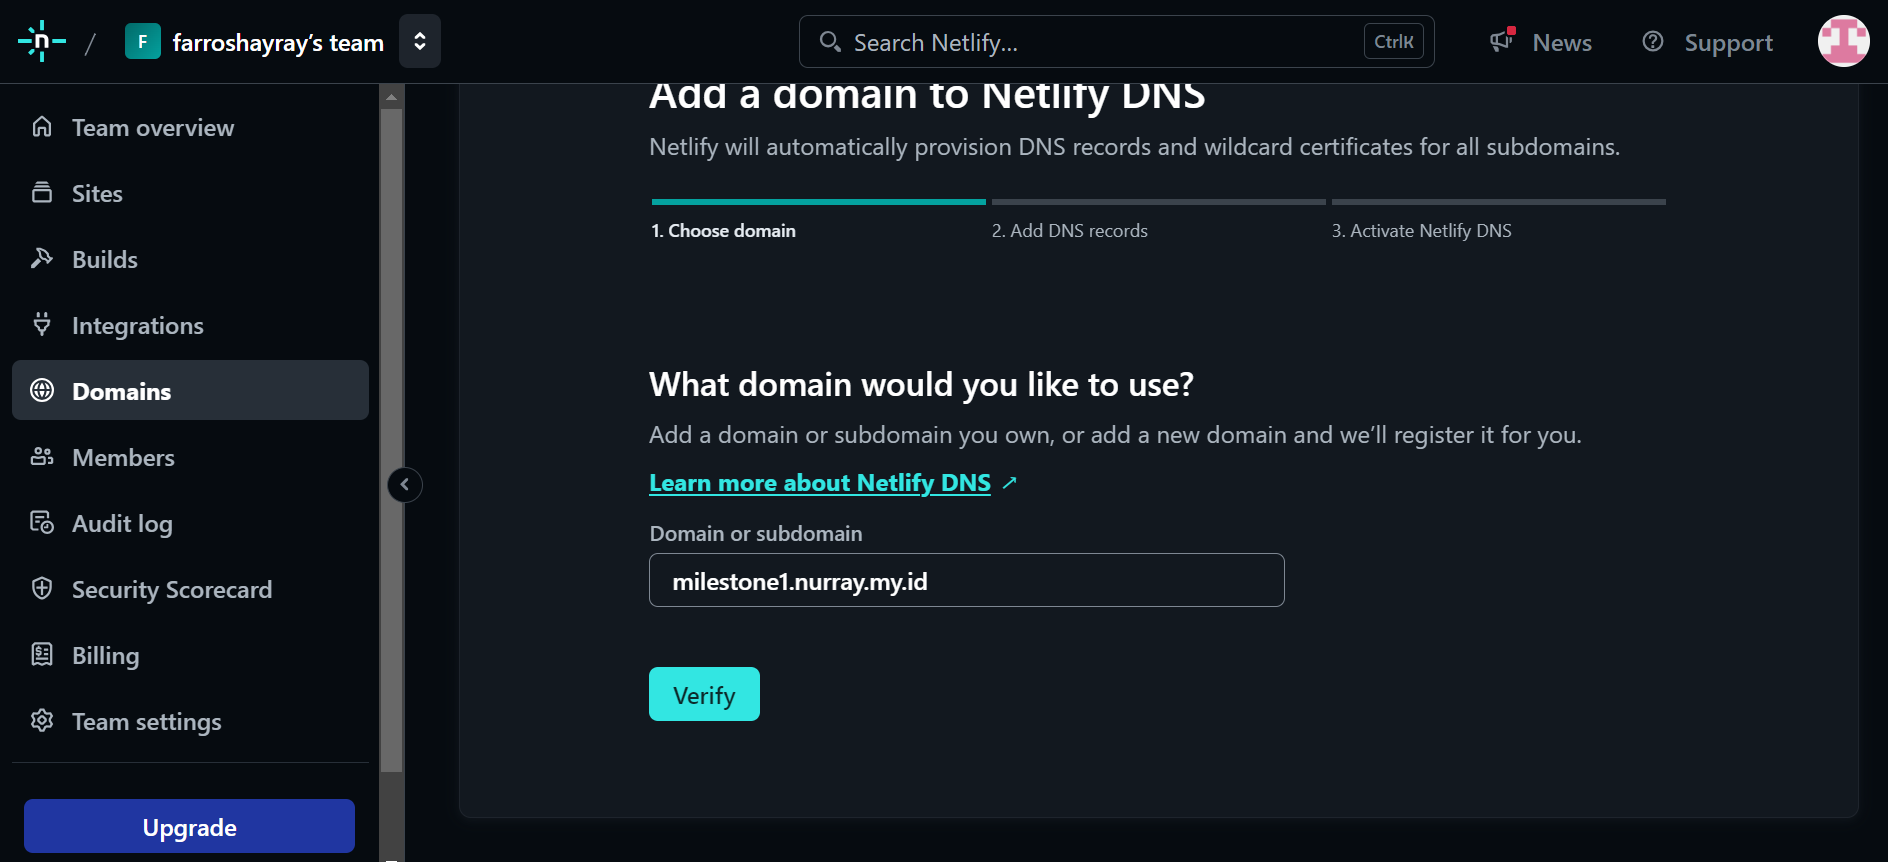 n / F farroshayray’s team
Search Netlify... CtrlK
News
Support
Team overview
Sites
Builds
Integrations
Domains
Members
Audit log
Security Scorecard
Billing
Team settings
Upgrade
Add a domain to Netlify DNS
Netlify will automatically provision DNS records and wildcard certificates for all subdomains.
1. Choose domain
2. Add DNS records
3. Activate Netlify DNS
What domain would you like to use?
Add a domain or subdomain you own, or add a new domain and we’ll register it for you.
Learn more about Netlify DNS ↗
Domain or subdomain
milestone1.nurray.my.id
Verify